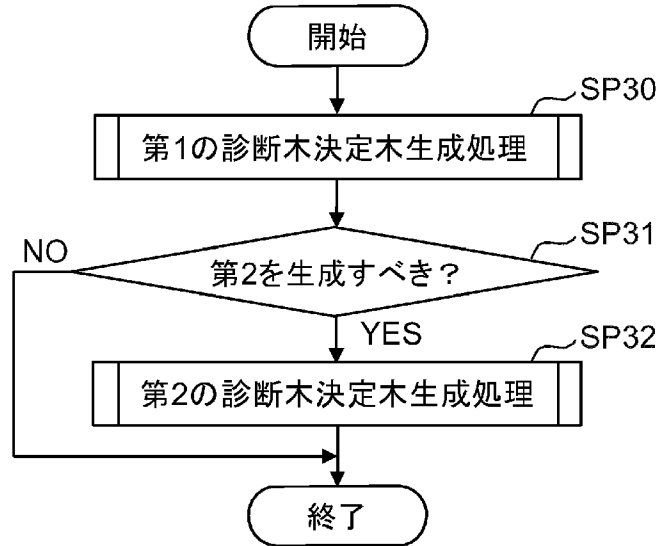 開始
SP30
第1の診断木決定木生成処理
SP31
NO
第2を生成すべき?
YES
SP32
第2の診断木決定木生成処理
終了